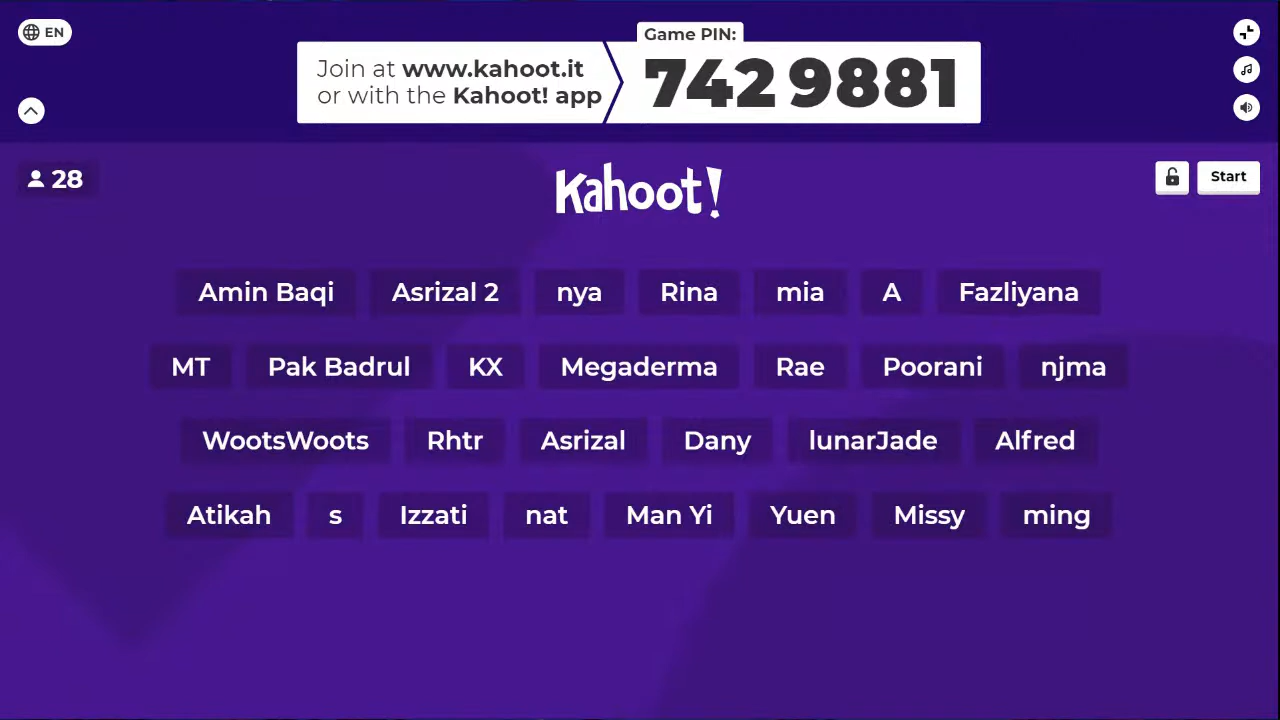 EN
Game PIN:
Join at www.kahoot.it
or with the Kahoot! app
742 9881
28
Kahoot!
Start
Amin Baqi Asrizal 2 nya Rina mia A Fazliyana
MT Pak Badrul KX Megaderma Rae Poorani njma
WootsWoots Rhtr Asrizal Dany lunarJade Alfred
Atikah s Izzati nat Man Yi Yuen Missy ming